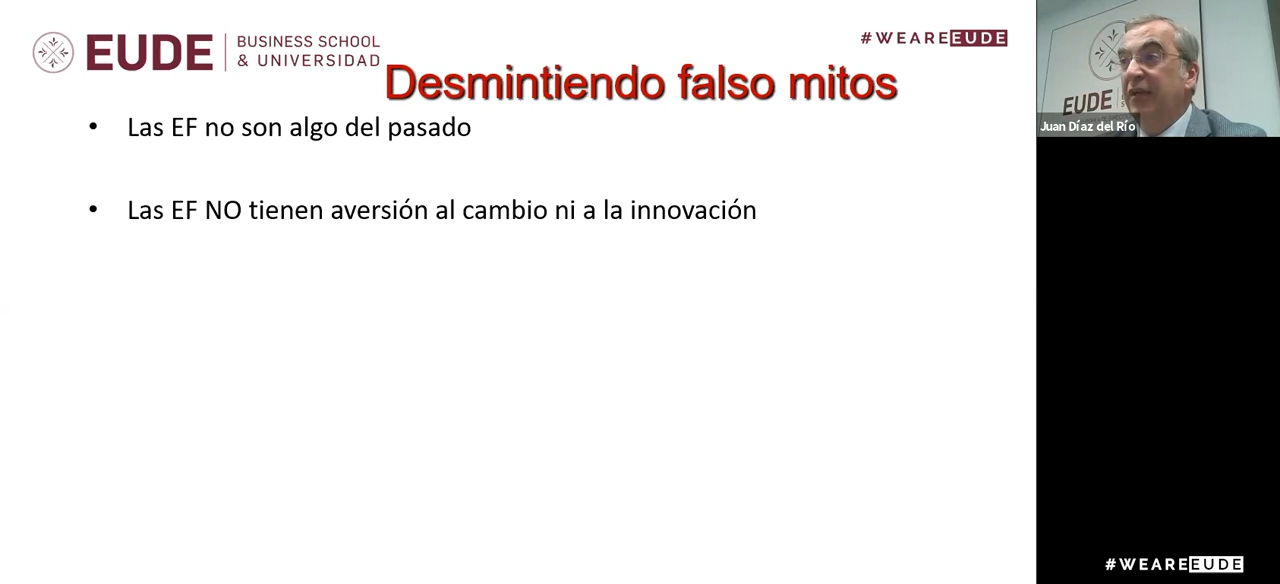 EUDE
BUSINESS SCHOOL
& UNIVERSIDAD
#WEAREEUDE
Desmintiendo falso mitos
• Las EF no son algo del pasado
• Las EF NO tienen aversión al cambio ni a la innovación
EUDE
Juan Díaz del Río
#WEAREEUDE